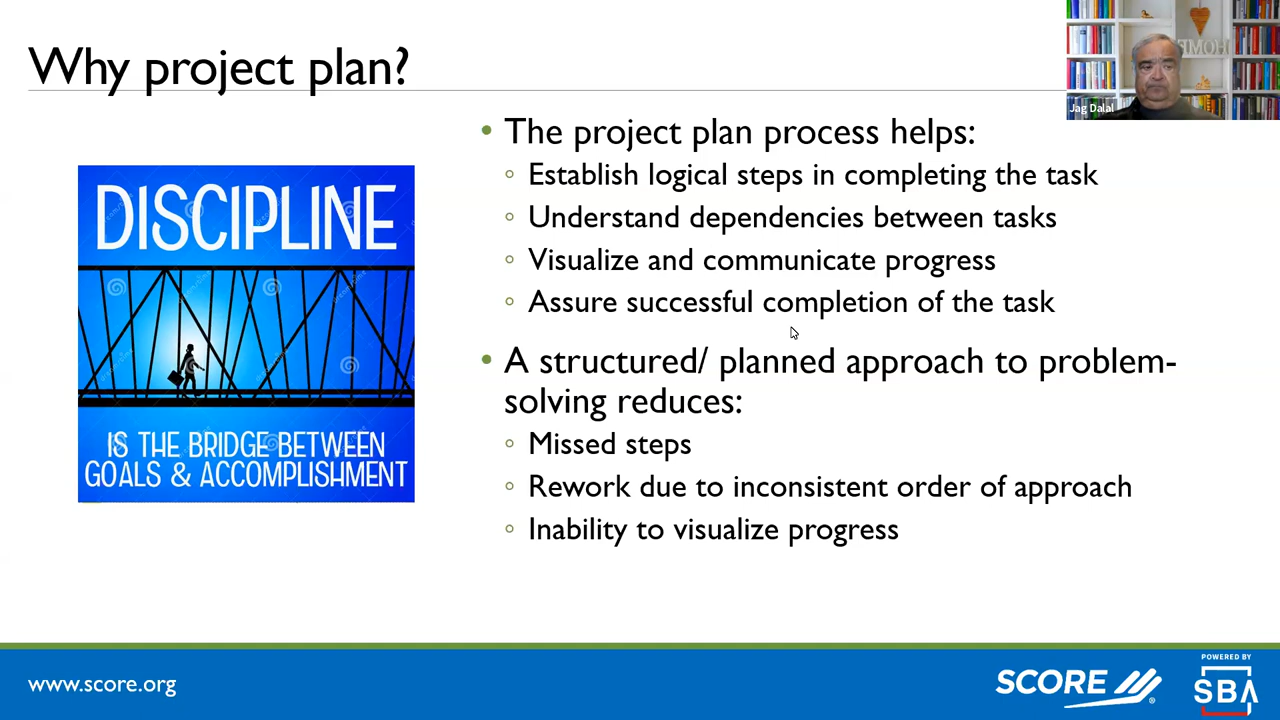 Why project plan?
HOME
Jag Dalal
DISCIPLINE
IS THE BRIDGE BETWEEN
GOALS & ACCOMPLISHMENT
• The project plan process helps:
◦ Establish logical steps in completing the task
◦ Understand dependencies between tasks
◦ Visualize and communicate progress
◦ Assure successful completion of the task
• A structured/ planned approach to problem-
solving reduces:
◦ Missed steps
◦ Rework due to inconsistent order of approach
◦ Inability to visualize progress
www.score.org
SCORE
®
POWERED BY
SBA